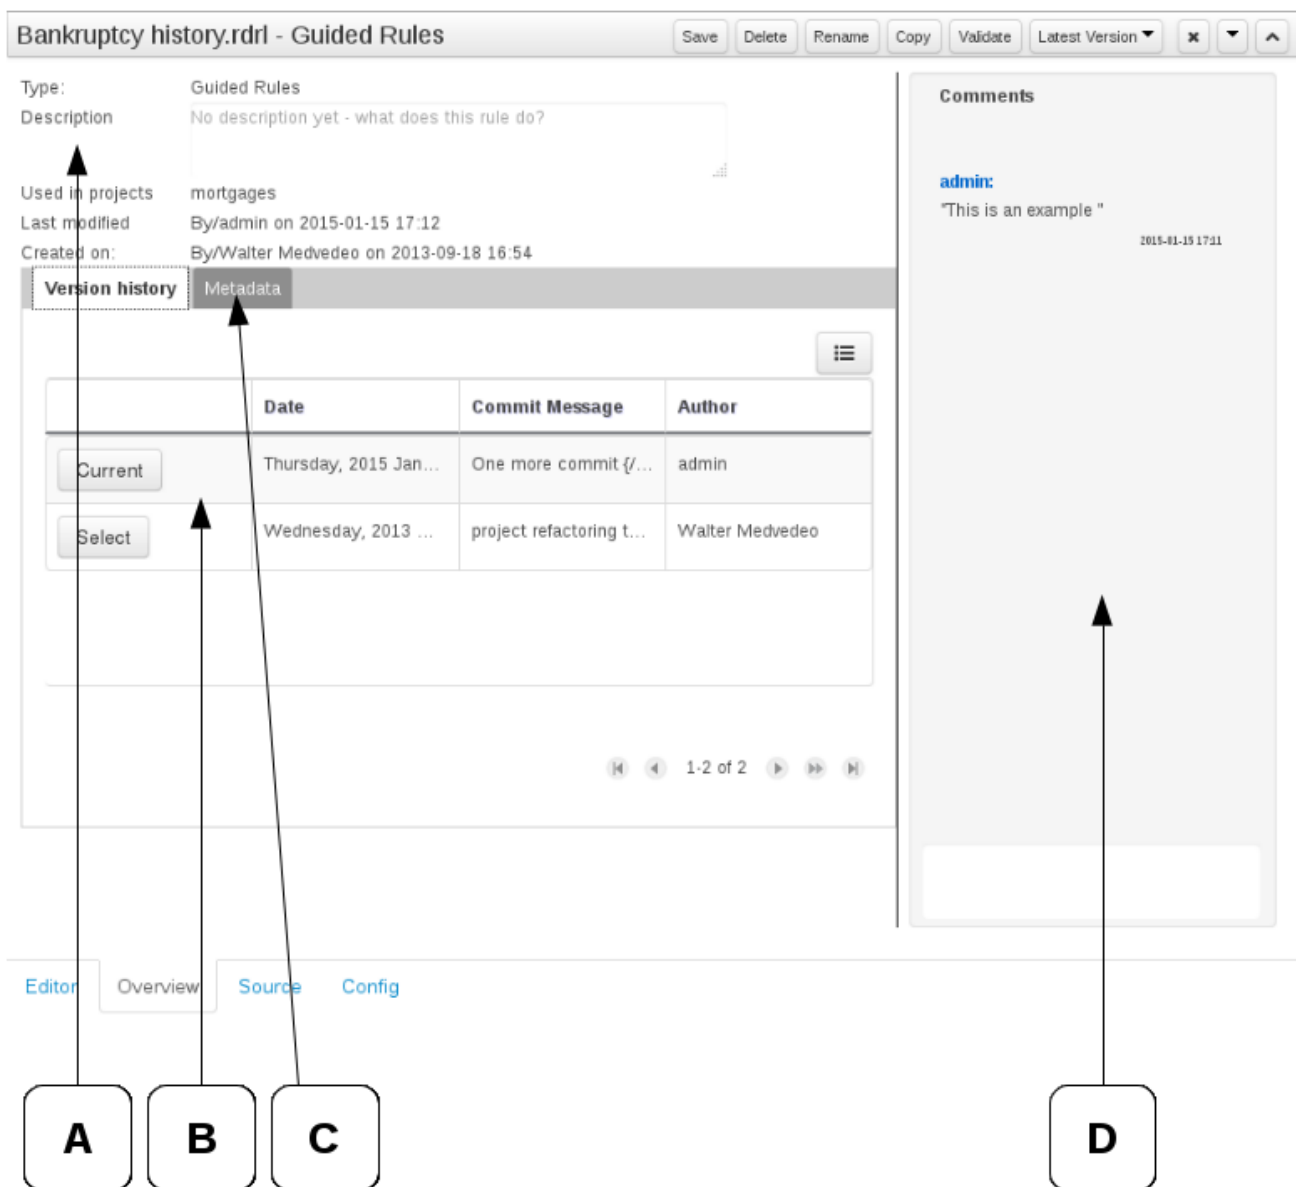 Bankruptcy history.rdrl - Guided Rules
Save Delete Rename Copy Validate Latest Version
Type: Guided Rules
Description No description yet - what does this rule do?
Used in projects mortgages
Last modified By/admin on 2015-01-15 17:12
Created on: By/Walter Medvedeo on 2013-09-18 16:54
Version history Metadata
Date Commit Message Author
Current Thursday, 2015 Jan... One more commit {/... admin
Select Wednesday, 2013 ... project refactoring t... Walter Medvedeo
1-2 of 2
Comments
admin:
"This is an example "
2015-01-15 17:11
Editor Overview Source Config
A B C D